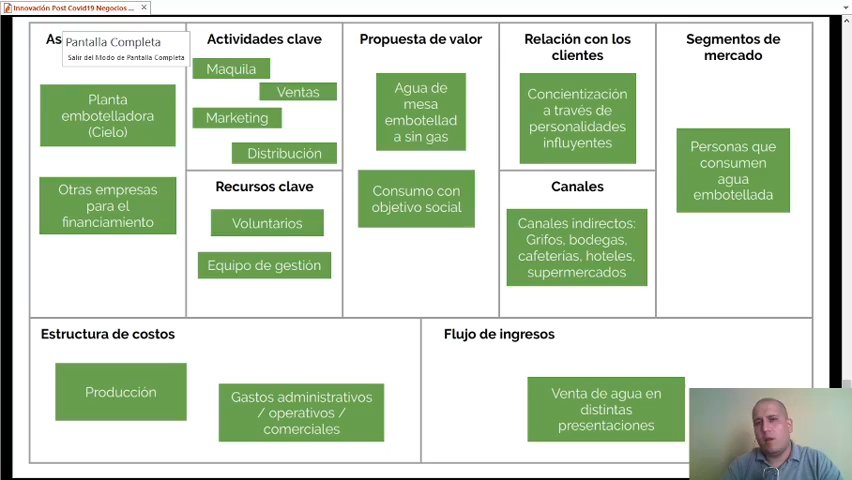 Innovación Post Covid19 Negocios ...
Pantalla Completa
Salir del Modo de Pantalla Completa
As
Planta
embotelladora
(Cielo)
Otras empresas
para el
financiamiento
Actividades clave
Maquila
Ventas
Marketing
Distribución
Recursos clave
Voluntarios
Equipo de gestión
Propuesta de valor
Agua de
mesa
embotellad
a sin gas
Consumo con
objetivo social
Relación con los
clientes
Concientización
a través de
personalidades
influyentes
Canales
Canales indirectos:
Grifos, bodegas,
cafeterías, hoteles,
supermercados
Segmentos de
mercado
Personas que
consumen
agua
embotellada
Estructura de costos
Producción
Gastos administrativos
/ operativos /
comerciales
Flujo de ingresos
Venta de agua en
distintas
presentaciones